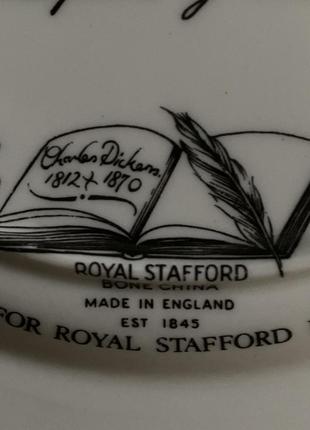 Charles Dickens.
1812 + 1870
ROYAL STAFFORD
BONE CHINA
MADE IN ENGLAND
EST 1845
FOR ROYAL STAFFORD